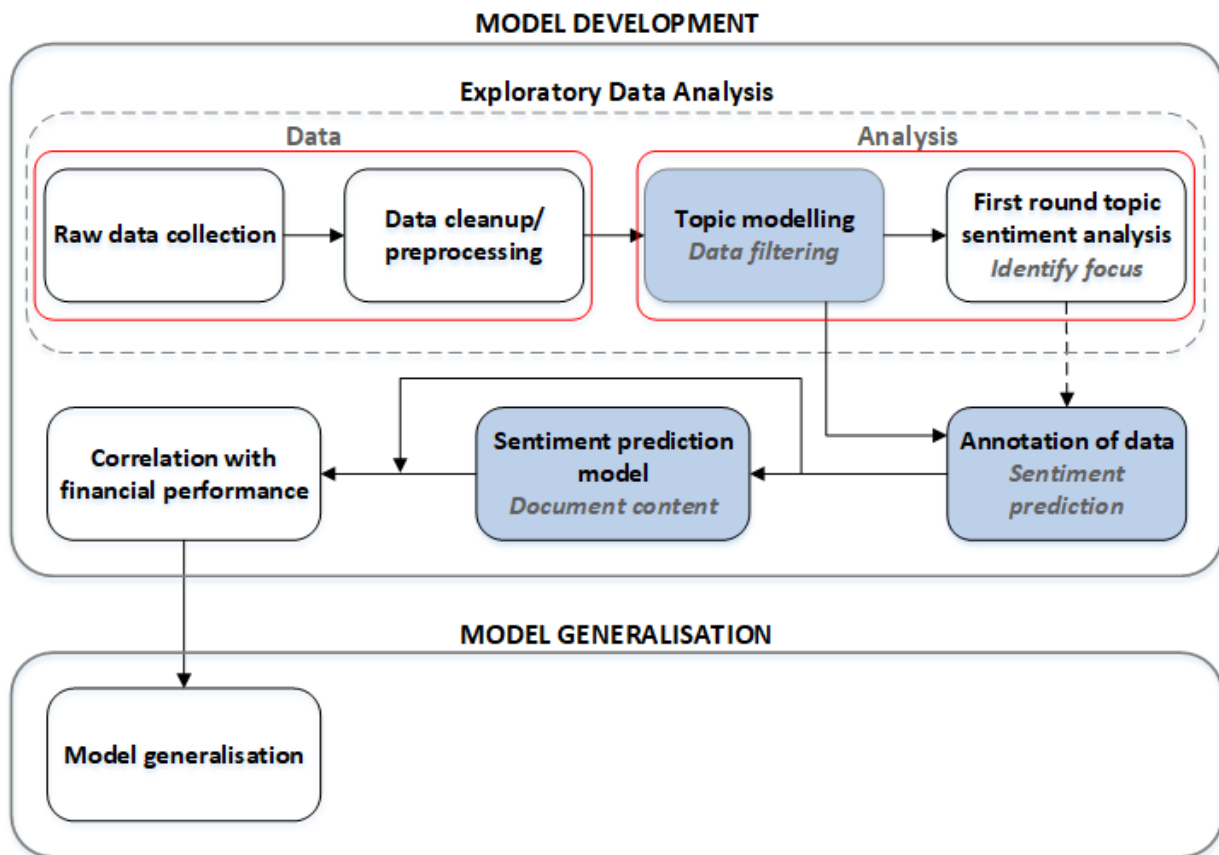 MODEL DEVELOPMENT
Exploratory Data Analysis
Data
Analysis
Raw data collection
Data cleanup/
preprocessing
Topic modelling
Data filtering
First round topic
sentiment analysis
Identify focus
Correlation with
financial performance
Sentiment prediction
model
Document content
Annotation of data
Sentiment
prediction
MODEL GENERALISATION
Model generalisation